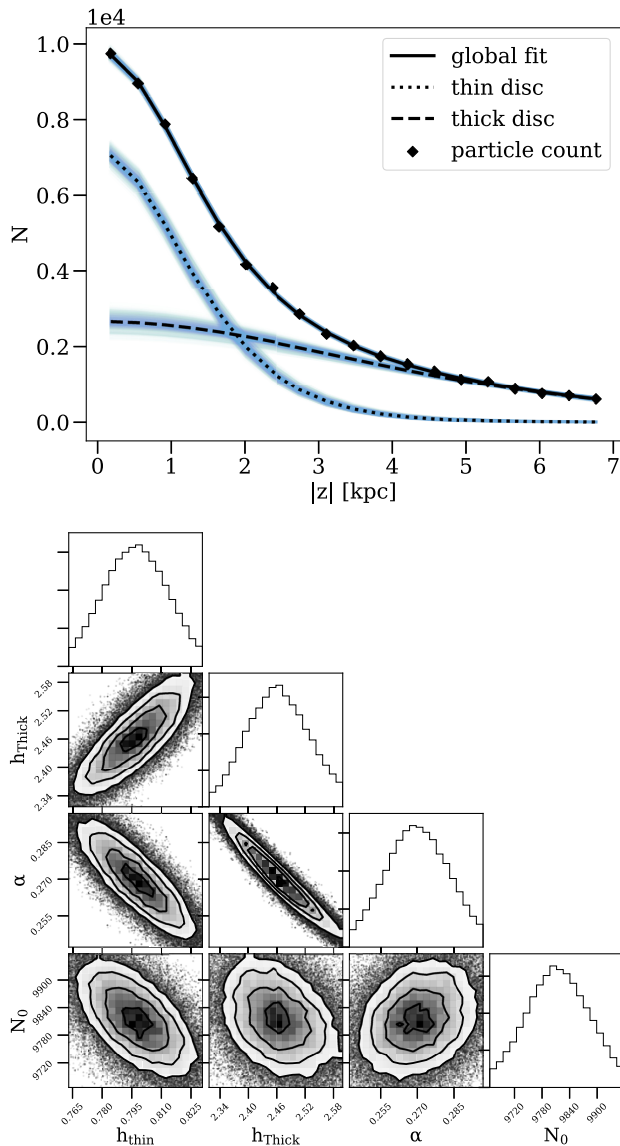 1e4
1.0
0.8
0.6
0.4
0.2
0.0
N
global fit
thin disc
thick disc
particle count
0 1 2 3 4 5 6 7
|z| [kpc]
2.58
2.52
2.46
2.40
2.34
h_Thick
0.285
0.270
0.255
α
9900
9840
9780
9720
N_0
0.765 0.780 0.795 0.810 0.825
2.34 2.40 2.46 2.52 2.58
0.255 0.270 0.285
9720 9780 9840 9900
h_thin h_Thick α N_0